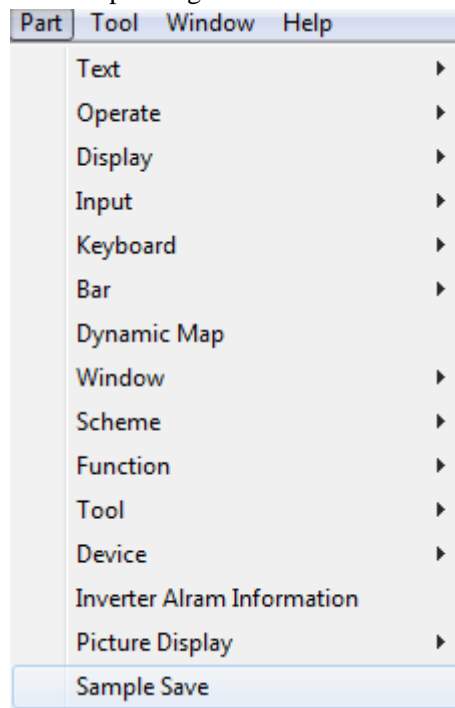 Part Tool Window Help
Text
Operate
Display
Input
Keyboard
Bar
Dynamic Map
Window
Scheme
Function
Tool
Device
Inverter Alram Information
Picture Display
Sample Save